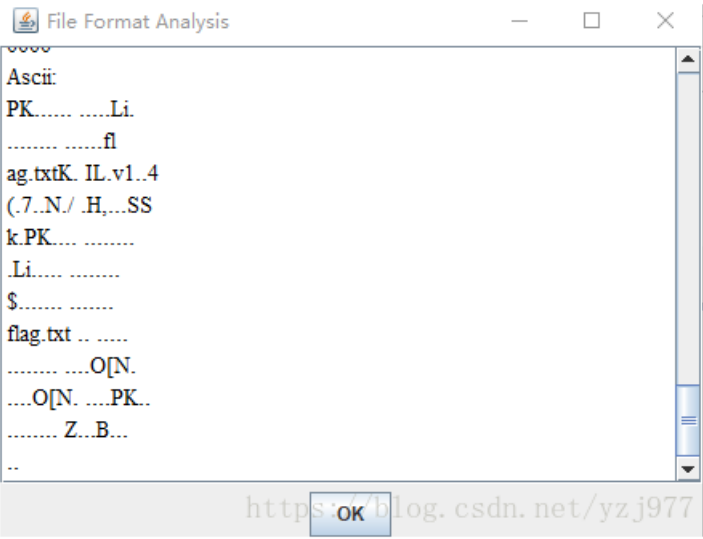 File Format Analysis
Ascii:
PK...... .....Li.
........ ......fl
ag.txtK. IL.v1..4
(.7..N./ .H,...SS
k.PK.... ........
.Li..... ........
$....... .......
flag.txt .. .....
........ ....O[N.
....O[N. ....PK..
........ Z...B...
..
OK
https://blog.csdn.net/yzj977